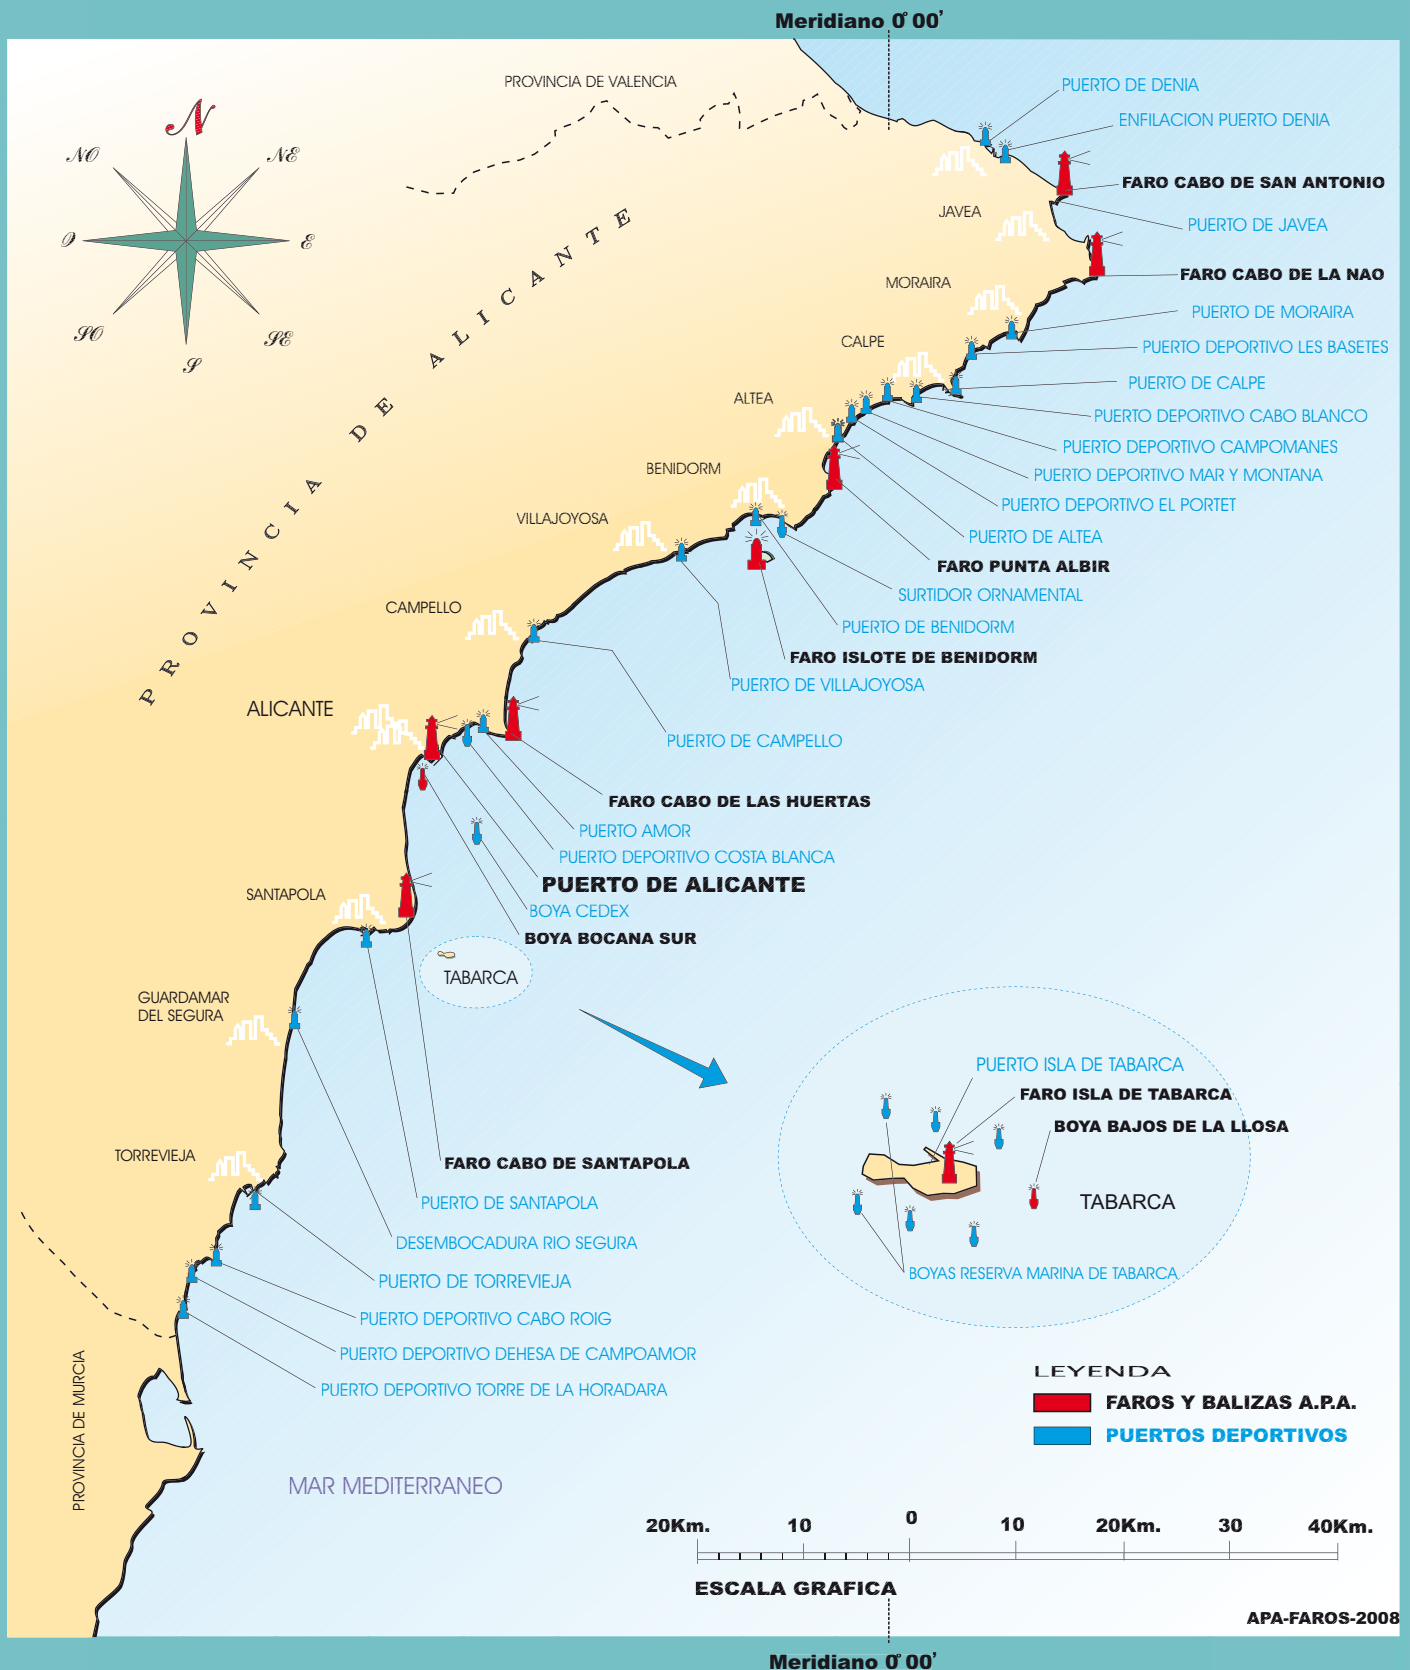 Meridiano 0° 00'
PROVINCIA DE VALENCIA
PUERTO DE DENIA
ENFILACION PUERTO DENIA
N
NO
NE
O
E
SO
SE
S
FARO CABO DE SAN ANTONIO
JAVEA
PUERTO DE JAVEA
PROVINCIA DE ALICANTE
FARO CABO DE LA NAO
MORAIRA
PUERTO DE MORAIRA
CALPE
PUERTO DEPORTIVO LES BASETES
PUERTO DE CALPE
ALTEA
PUERTO DEPORTIVO CABO BLANCO
PUERTO DEPORTIVO CAMPOMANES
BENIDORM
PUERTO DEPORTIVO MAR Y MONTANA
PUERTO DEPORTIVO EL PORTET
VILLAJOYOSA
PUERTO DE ALTEA
FARO PUNTA ALBIR
SURTIDOR ORNAMENTAL
CAMPELLO
PUERTO DE BENIDORM
FARO ISLOTE DE BENIDORM
PUERTO DE VILLAJOYOSA
ALICANTE
PUERTO DE CAMPELLO
FARO CABO DE LAS HUERTAS
PUERTO AMOR
PUERTO DEPORTIVO COSTA BLANCA
PUERTO DE ALICANTE
SANTAPOLA
BOYA CEDEX
BOYA BOCANA SUR
TABARCA
GUARDAMAR
DEL SEGURA
PUERTO ISLA DE TABARCA
FARO ISLA DE TABARCA
BOYA BAJOS DE LA LLOSA
TORREVIEJA
FARO CABO DE SANTAPOLA
PUERTO DE SANTAPOLA
TABARCA
DESEMBOCADURA RIO SEGURA
BOYAS RESERVA MARINA DE TABARCA
PUERTO DE TORREVIEJA
PUERTO DEPORTIVO CABO ROIG
PUERTO DEPORTIVO DEHESA DE CAMPOAMOR
PUERTO DEPORTIVO TORRE DE LA HORADARA
PROVINCIA DE MURCIA
LEYENDA
FAROS Y BALIZAS A.P.A.
PUERTOS DEPORTIVOS
MAR MEDITERRANEO
20Km. 10 0 10 20Km. 30 40Km.
ESCALA GRAFICA
APA-FAROS-2008
Meridiano 0° 00'